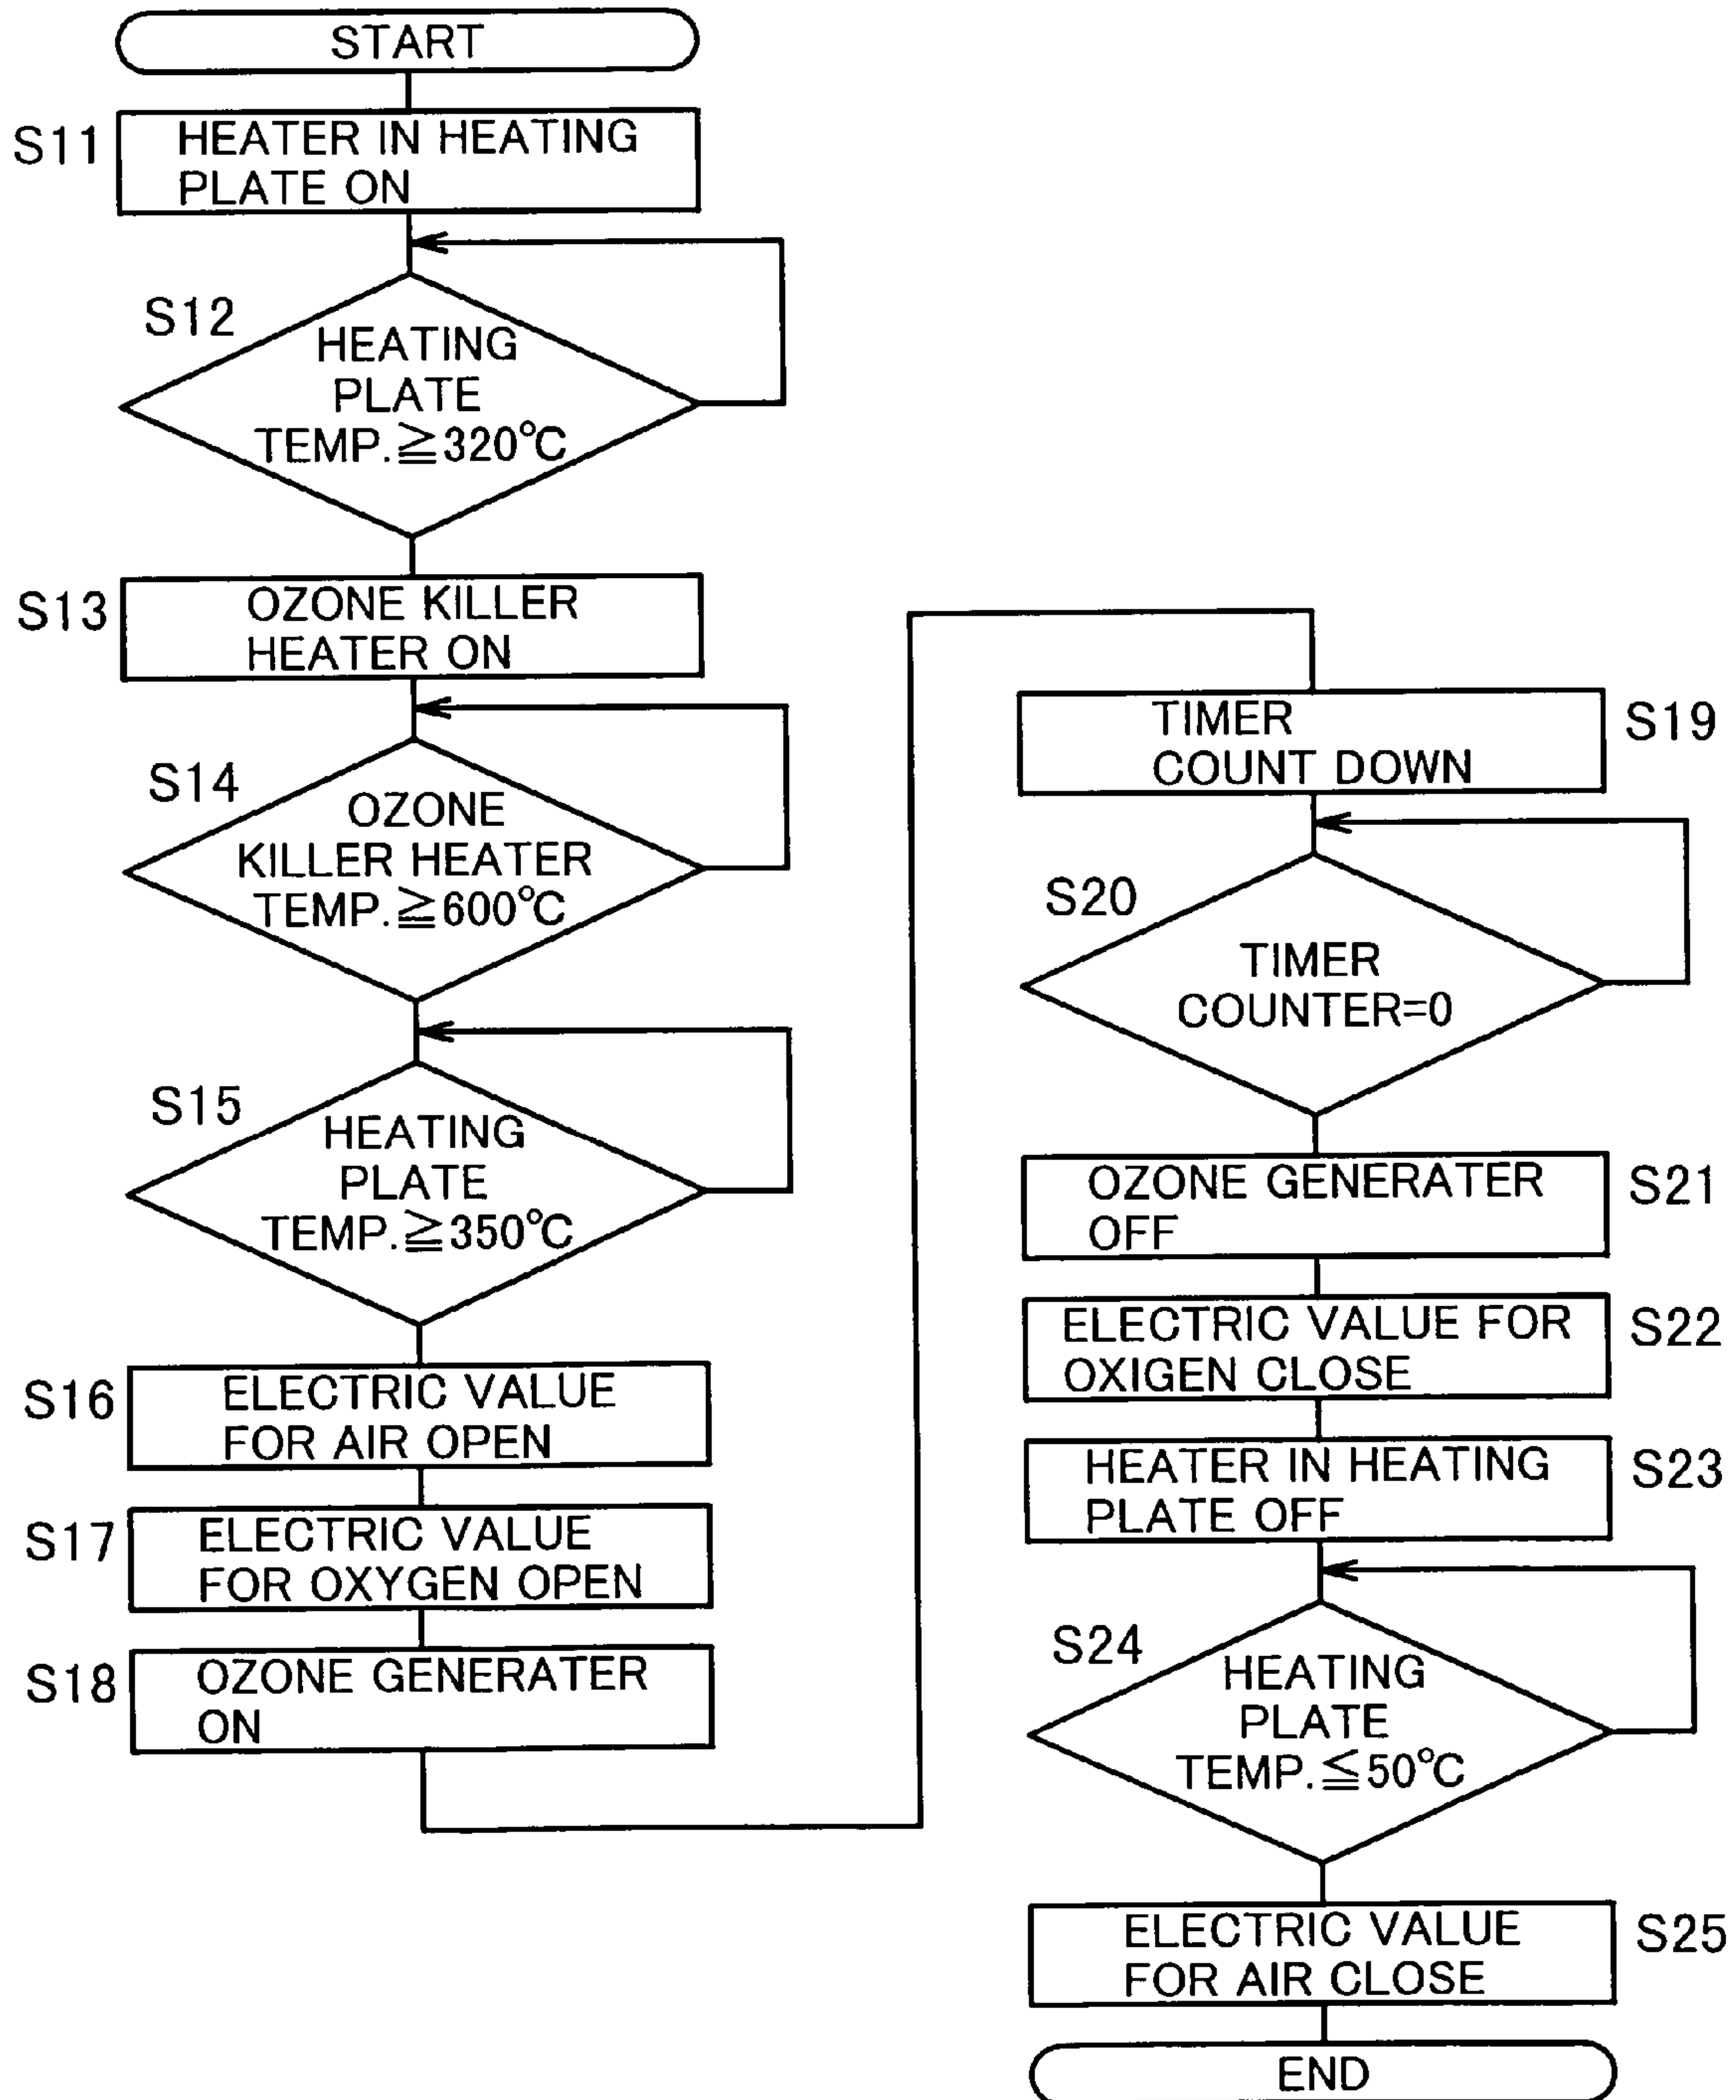 START
S11
HEATER IN HEATING
PLATE ON
S12
HEATING
PLATE
TEMP.≧320°C
S13
OZONE KILLER
HEATER ON
S14
OZONE
KILLER HEATER
TEMP.≧600°C
S15
HEATING
PLATE
TEMP.≧350°C
S16
ELECTRIC VALUE
FOR AIR OPEN
S17
ELECTRIC VALUE
FOR OXYGEN OPEN
S18
OZONE GENERATER
ON
TIMER
COUNT DOWN
S19
S20
TIMER
COUNTER=0
OZONE GENERATER
OFF
S21
ELECTRIC VALUE FOR
OXIGEN CLOSE
S22
HEATER IN HEATING
PLATE OFF
S23
S24
HEATING
PLATE
TEMP.≦50°C
ELECTRIC VALUE
FOR AIR CLOSE
S25
END